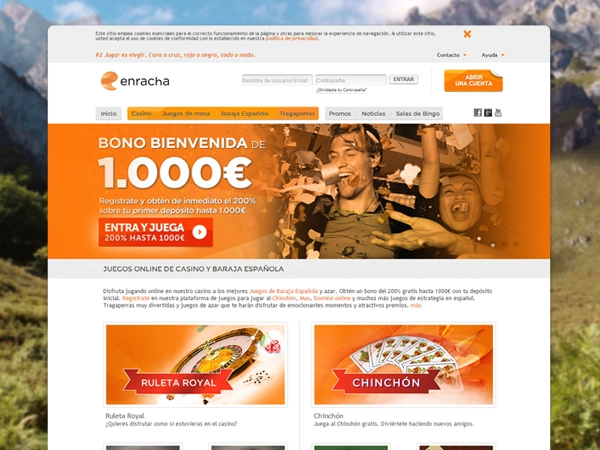 Este sitio emplea cookies esenciales para el correcto funcionamiento de la página y otras para mejorar la experiencia de navegación. Al utilizar este sitio,
usted acepta el uso de cookies de conformidad con lo establecido en nuestra política de privacidad.
#2 Jugar es elegir. Cara o cruz, rojo o negro, todo o nada.
Contacto
Ayuda
enracha
Nombre de Usuario/Email
Contraseña
ENTRAR
¿Olvidaste tu Contraseña?
ABRIR
UNA CUENTA
Inicio
Casino
Juegos de mesa
Baraja Española
Tragaperras
Promos
Noticias
Salas de Bingo
BONO BIENVENIDA DE
1.000€
Regístrate y obtén de inmediato el 200%
sobre tu primer depósito hasta 1.000€
ENTRA Y JUEGA
200% HASTA 1000€
JUEGOS ONLINE DE CASINO Y BARAJA ESPAÑOLA
Disfruta jugando online en nuestro casino a los mejores Juegos de Baraja Española y azar. Obtén un bono del 200% gratis hasta 1000€ con tu depósito
inicial. Regístrate en nuestra plataforma de juegos para jugar al Chinchón, Mus, Dominó online y muchos más juegos de estrategia en español.
Tragaperras muy divertidas y juegos de azar que te harán disfrutar de emocionantes momentos y atractivos premios. más
RULETA ROYAL
CHINCHÓN
Ruleta Royal
¿Quieres disfrutar como si estuvieras en el casino?
Chinchón
Juega al Chinchón gratis. Diviértete haciendo nuevos amigos.